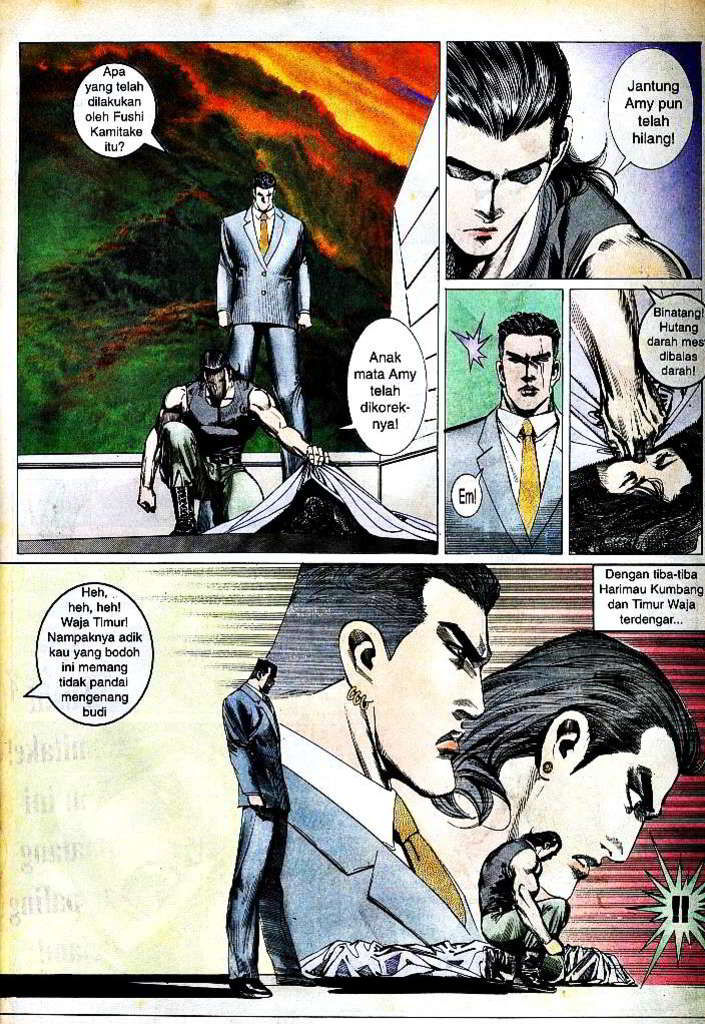 Apa
yang telah
dilakukan
oleh Fushi
Kamitake
itu?
Anak
mata Amy
telah
dikorek-
nya!
Jantung
Amy pun
telah
hilang!
Em!
Binatang!
Hutang
darah mes
dibalas
darah!
Dengan tiba-tiba
Harimau Kumbang
dan Timur Waja
terdengar...
Heh,
heh, heh!
Waja Timur!
Nampaknya adik
kau yang bodoh
ini memang
tidak pandai
mengenang
budi
!!